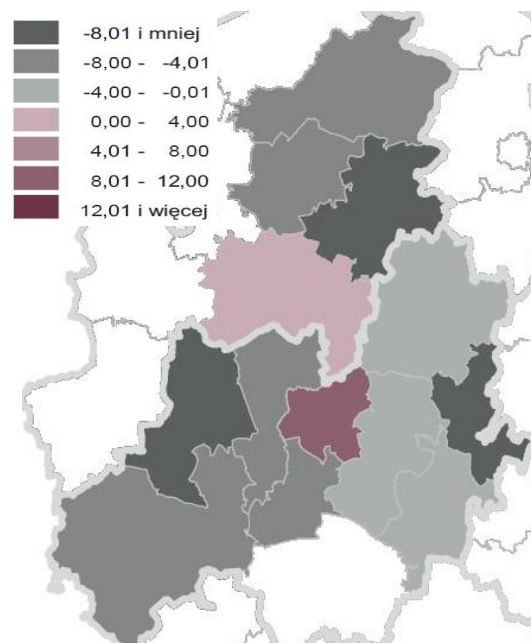 -8,01 i mniej
-8,00 - -4,01
-4,00 - -0,01
0,00 - 4,00
4,01 - 8,00
8,01 - 12,00
12,01 i więcej